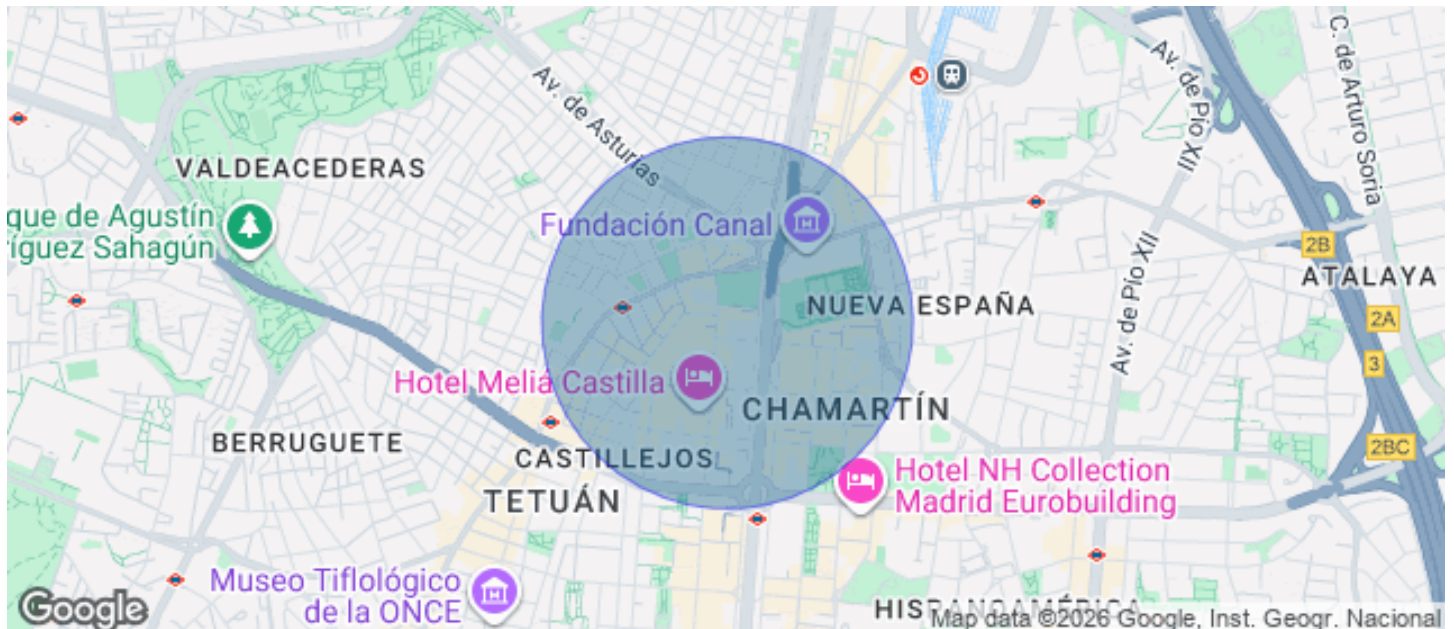 Av. de Asturias
Av. de Pío XII
C. de Arturo Soria
VALDEACEDERAS
que de Agustín
ríguez Sahagún
Fundación Canal
2B
ATALAYA
NUEVA ESPAÑA
Av. de Pío XII
2A
3
Hotel Melia Castilla
CHAMARTÍN
BERRUGUETE
CASTILLEJOS
2BC
TETUÁN
Hotel NH Collection
Madrid Eurobuilding
Museo Tiflológico
de la ONCE
HISPANOAMÉRICA
Google
Map data ©2026 Google, Inst. Geogr. Nacional